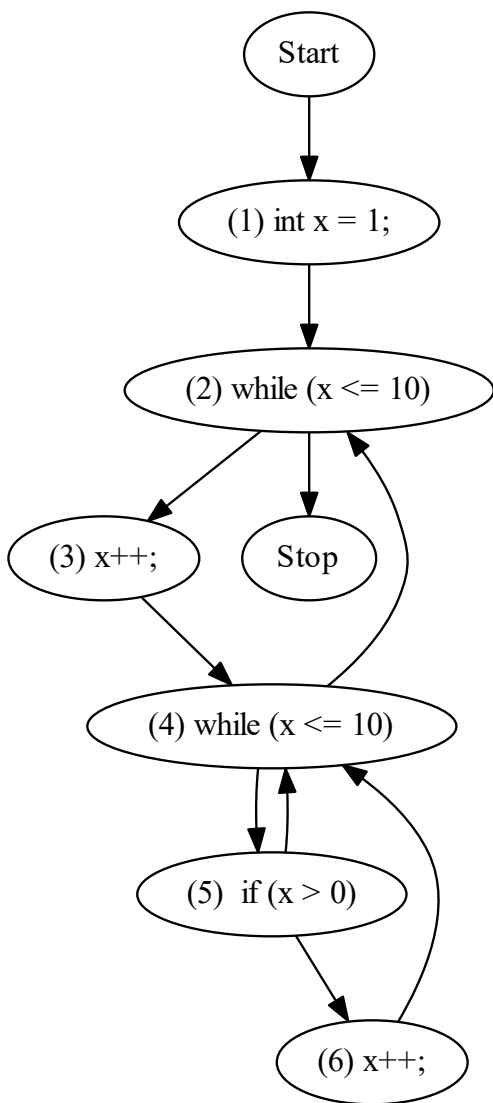 Start
(1) int x = 1;
(2) while (x <= 10)
(3) x++;
Stop
(4) while (x <= 10)
(5)  if (x > 0)
(6) x++;